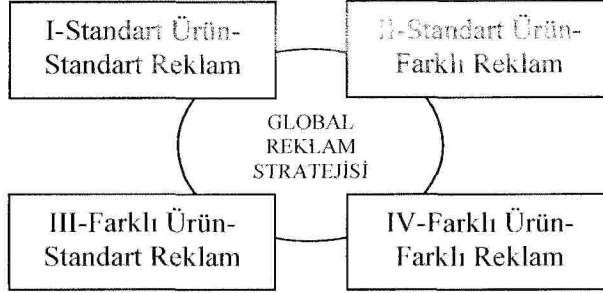 I-Standart Ürün-
Standart Reklam
II-Standart Ürün-
Farklı Reklam
GLOBAL
REKLAM
STRATEJİSİ
III-Farklı Ürün-
Standart Reklam
IV-Farklı Ürün-
Farklı Reklam